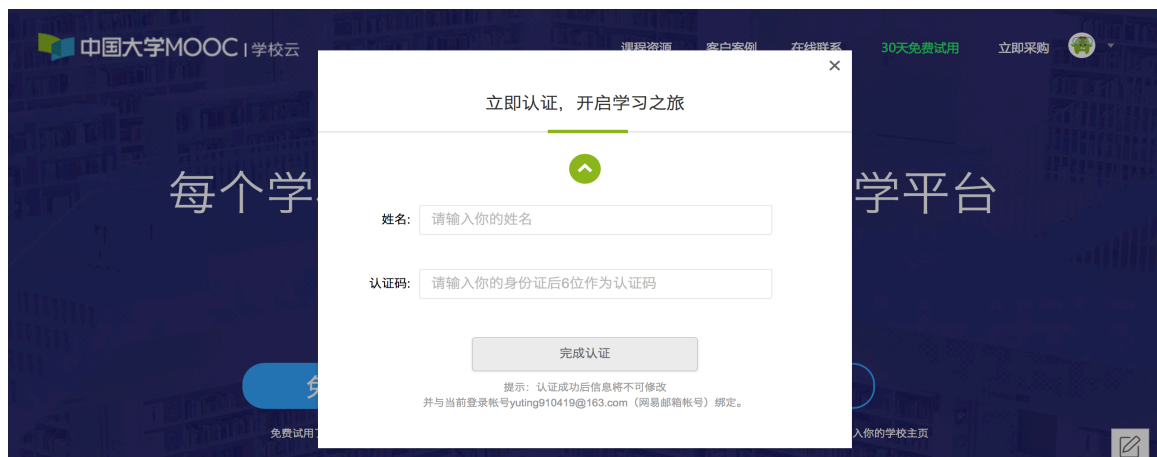 中国大学MOOC | 学校云
课程资源 客户案例 在线联系 30天免费试用 立即采购
立即认证，开启学习之旅
每个学 学平台
姓名: 请输入你的姓名
认证码: 请输入你的身份证后6位作为认证码
完成认证
提示：认证成功后信息将不可修改
并与当前登录帐号yuting910419@163.com（网易邮箱帐号）绑定。
免费试用 入你的学校主页